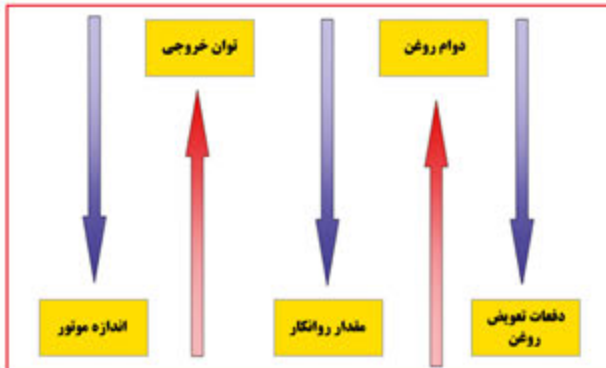 دوام روغن
توان خروجی
دفعات تعویض
روغن
مقدار روانکار
اندازه موتور